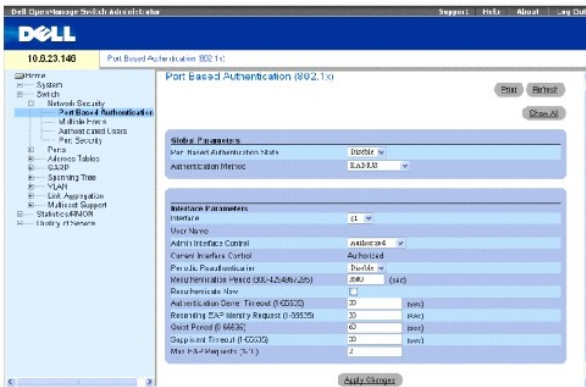 Dell OpenManage Switch Administrator
Support Help About Log Out
DELL
10.6.23.146
Port Based Authentication (802.1x)
Home
System
Switch
Network Security
Port Based Authentication
Multiple Hosts
Authenticated Users
Port Security
Ports
Address Tables
GARP
Spanning Tree
VLAN
Link Aggregation
Multicast Support
Statistics/RMON
Quality of Service
Port Based Authentication (802.1x)
Print Refresh
Show All
Global Parameters
Port Based Authentication State Disable
Authentication Method RADIUS
Interface Parameters
Interface
User Name
Admin Interface Control Authorized
Current Interface Control Authorized
Periodic Reauthentication Disable
Reauthentication Period (300-4294967295) 3600 (sec)
Reauthenticate Now
Authentication Server Timeout (1-65535) 30 (sec)
Resending EAP Identity Request (1-65535) 30 (sec)
Quiet Period (0-65535) 60 (sec)
Supplicant Timeout (1-65535) 30 (sec)
Max EAP Requests (1-10) 2
Apply Changes